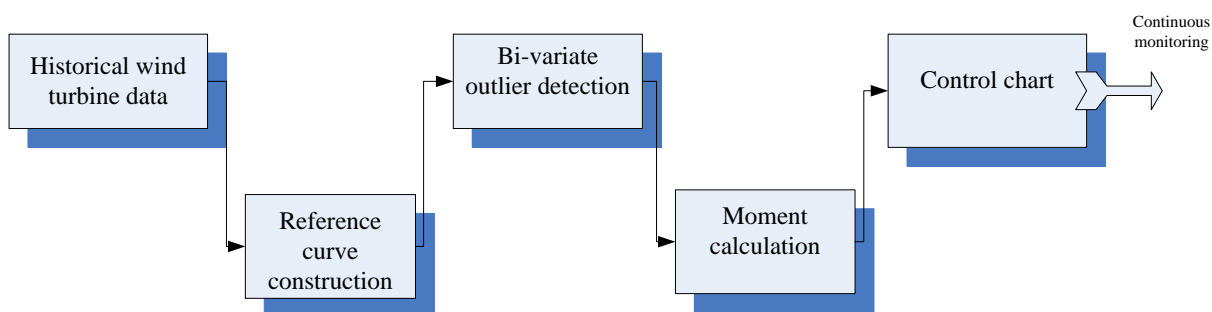 Historical wind
turbine data
Reference
curve
construction
Bi-variate
outlier detection
Moment
calculation
Control chart
Continuous
monitoring